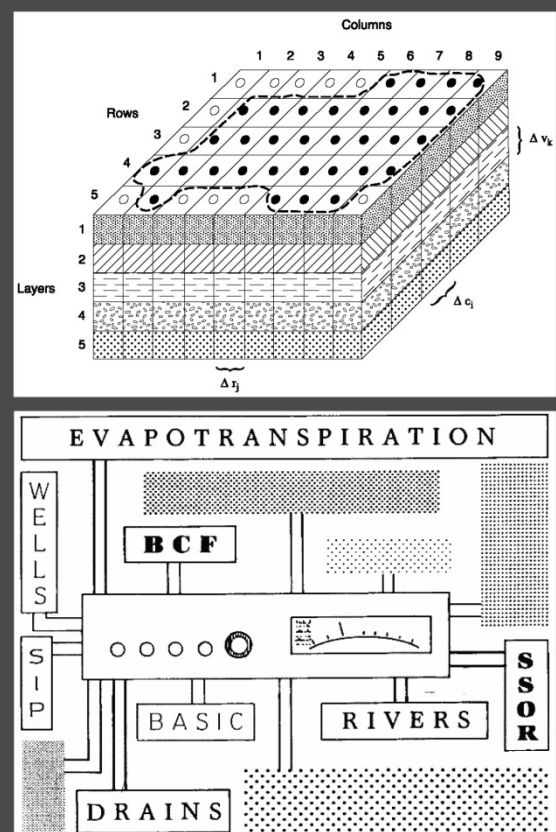 Columns
1 2 3 4 5 6 7 8 9
Rows
1
2
3
4
5
Δ vₖ
Layers
1
2
3
4
5
Δ cᵢ
Δ rⱼ
EVAPOTRANSPIRATION
WELLS
BCF
SIP
SSOR
BASIC
RIVERS
DRAINS